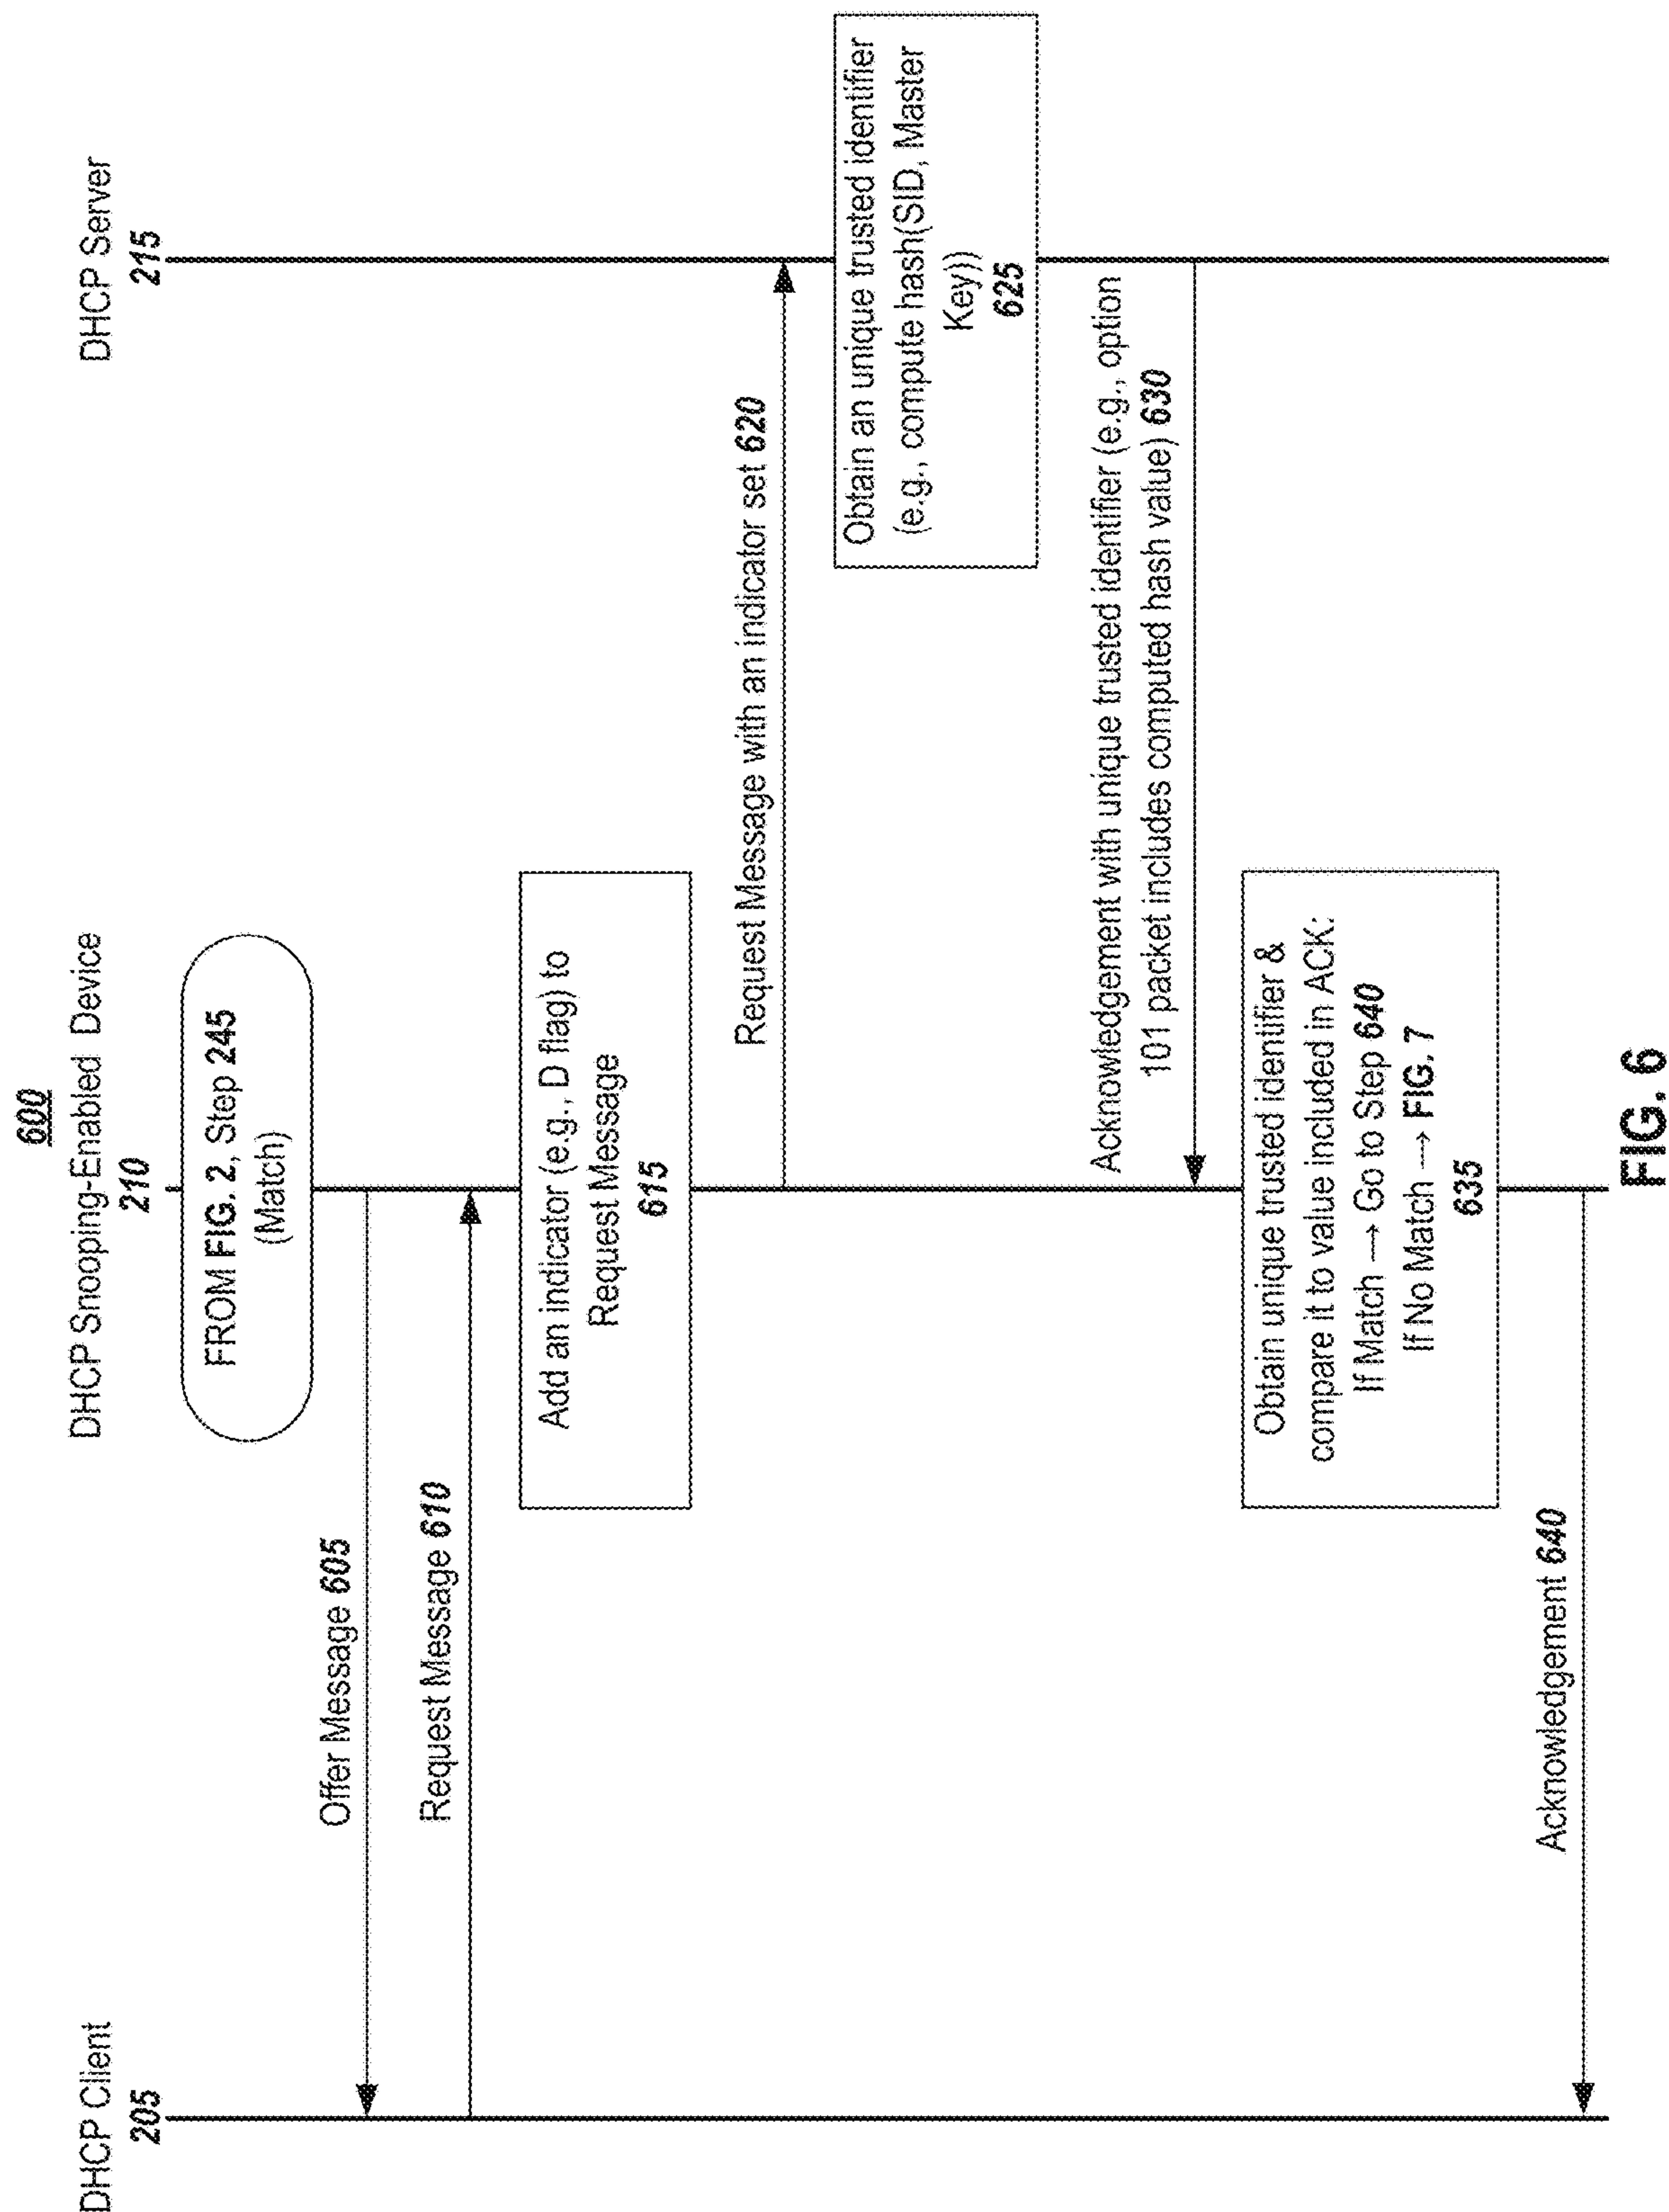 600
DHCP Client
205
DHCP Snooping-Enabled Device
210
DHCP Server
215
FROM FIG. 2, Step 245
(Match)
Offer Message 605
Request Message 610
Add an indicator (e.g., D flag) to
Request Message
615
Request Message with an indicator set 620
Obtain an unique trusted identifier
(e.g., compute hash(SID, Master
Key))
625
Acknowledgement with unique trusted identifier (e.g., option
101 packet includes computed hash value) 630
Obtain unique trusted identifier &
compare it to value included in ACK:
If Match → Go to Step 640
If No Match → FIG. 7
635
Acknowledgement 640
FIG. 6